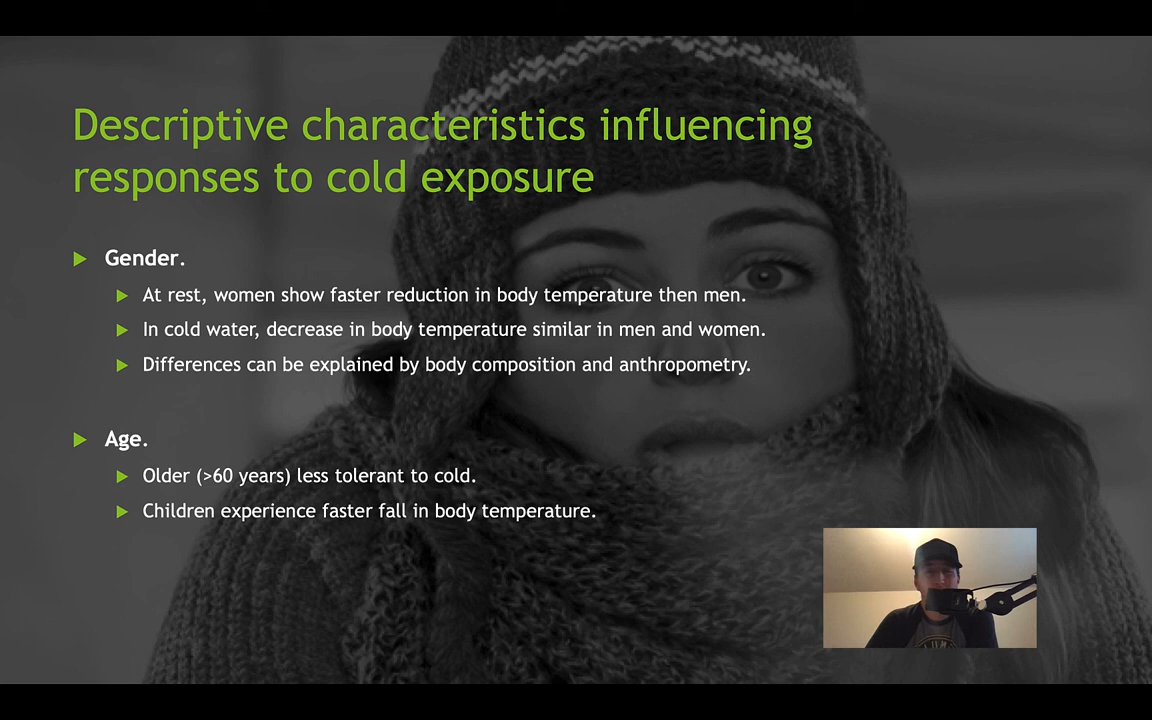 Descriptive characteristics influencing
responses to cold exposure
Gender.
At rest, women show faster reduction in body temperature then men.
In cold water, decrease in body temperature similar in men and women.
Differences can be explained by body composition and anthropometry.
Age.
Older (>60 years) less tolerant to cold.
Children experience faster fall in body temperature.